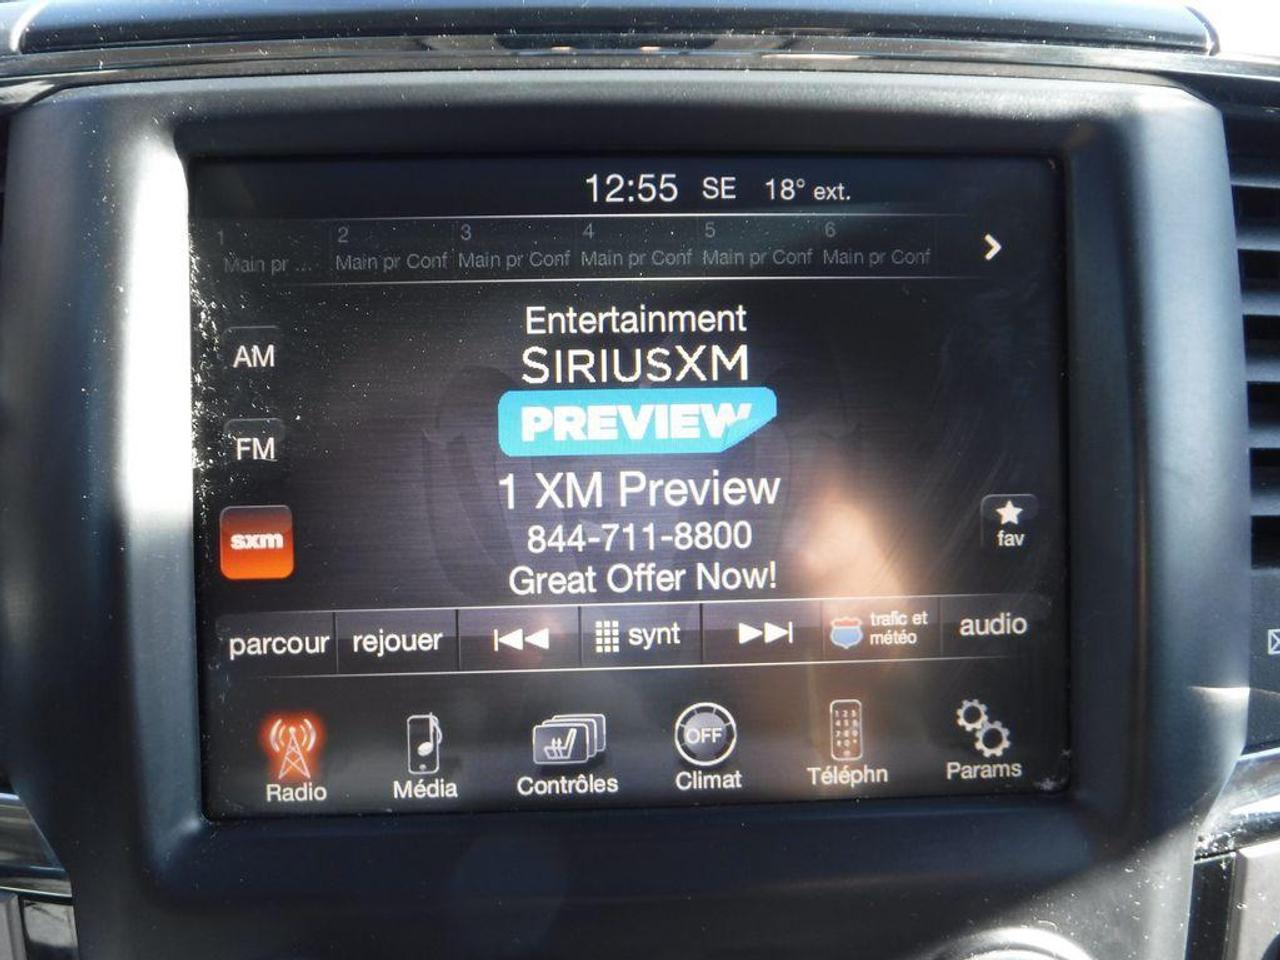 12:55 SE 18° ext.
1 2 3 4 5 6
Main pr ... Main pr Conf Main pr Conf Main pr Conf Main pr Conf Main pr Conf
Entertainment
SIRIUSXM
PREVIEW
1 XM Preview
844-711-8800
Great Offer Now!
AM
FM
sxm
fav
parcour rejouer synt trafic et météo audio
OFF
Radio Média Contrôles Climat Téléphn Params